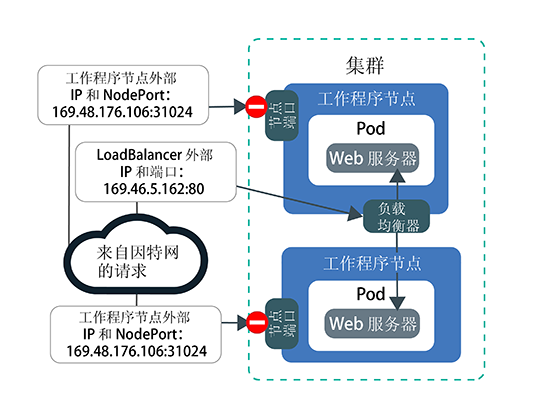 集群
工作程序节点外部
IP 和 NodePort：
169.48.176.106:31024
节点
端口
工作程序节点
Pod
Web 服务器
LoadBalancer 外部
IP 和端口：
169.46.5.162:80
负载
均衡器
来自因特网
的请求
工作程序节点
Pod
Web 服务器
节点
端口
工作程序节点外部
IP 和 NodePort：
169.48.176.106:31024